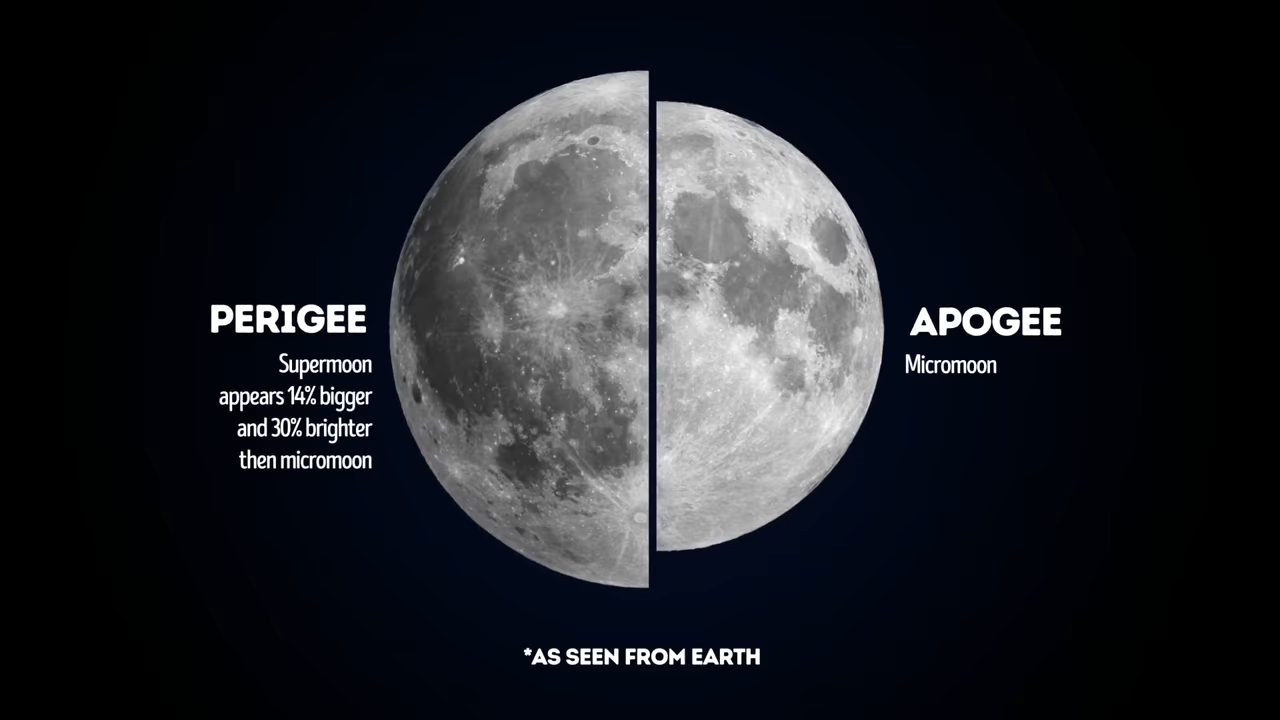 PERIGEE
Supermoon
appears 14% bigger
and 30% brighter
then micromoon
APOGEE
Micromoon
*AS SEEN FROM EARTH